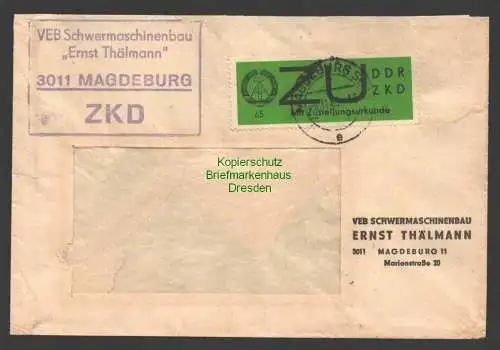 VEB Schwermaschinenbau
„Ernst Thälmann"
3011 MAGDEBURG
ZKD
ZU
DDR
ZKD
65
Mit Zustellungsurkunde
MAGDEBURG
e
Kopierschutz
Briefmarkenhaus
Dresden
VEB SCHWERMASCHINENBAU
ERNST THÄLMANN
3011 MAGDEBURG 11
Marienstraße 20